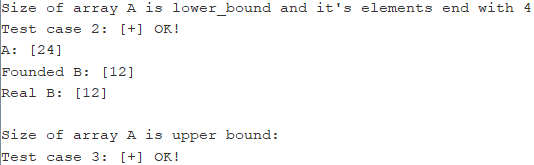 Size of array A is lower_bound and it's elements end with 4
Test case 2: [+] OK!
A: [24]
Founded B: [12]
Real B: [12]
Size of array A is upper bound:
Test case 3: [+] OK!